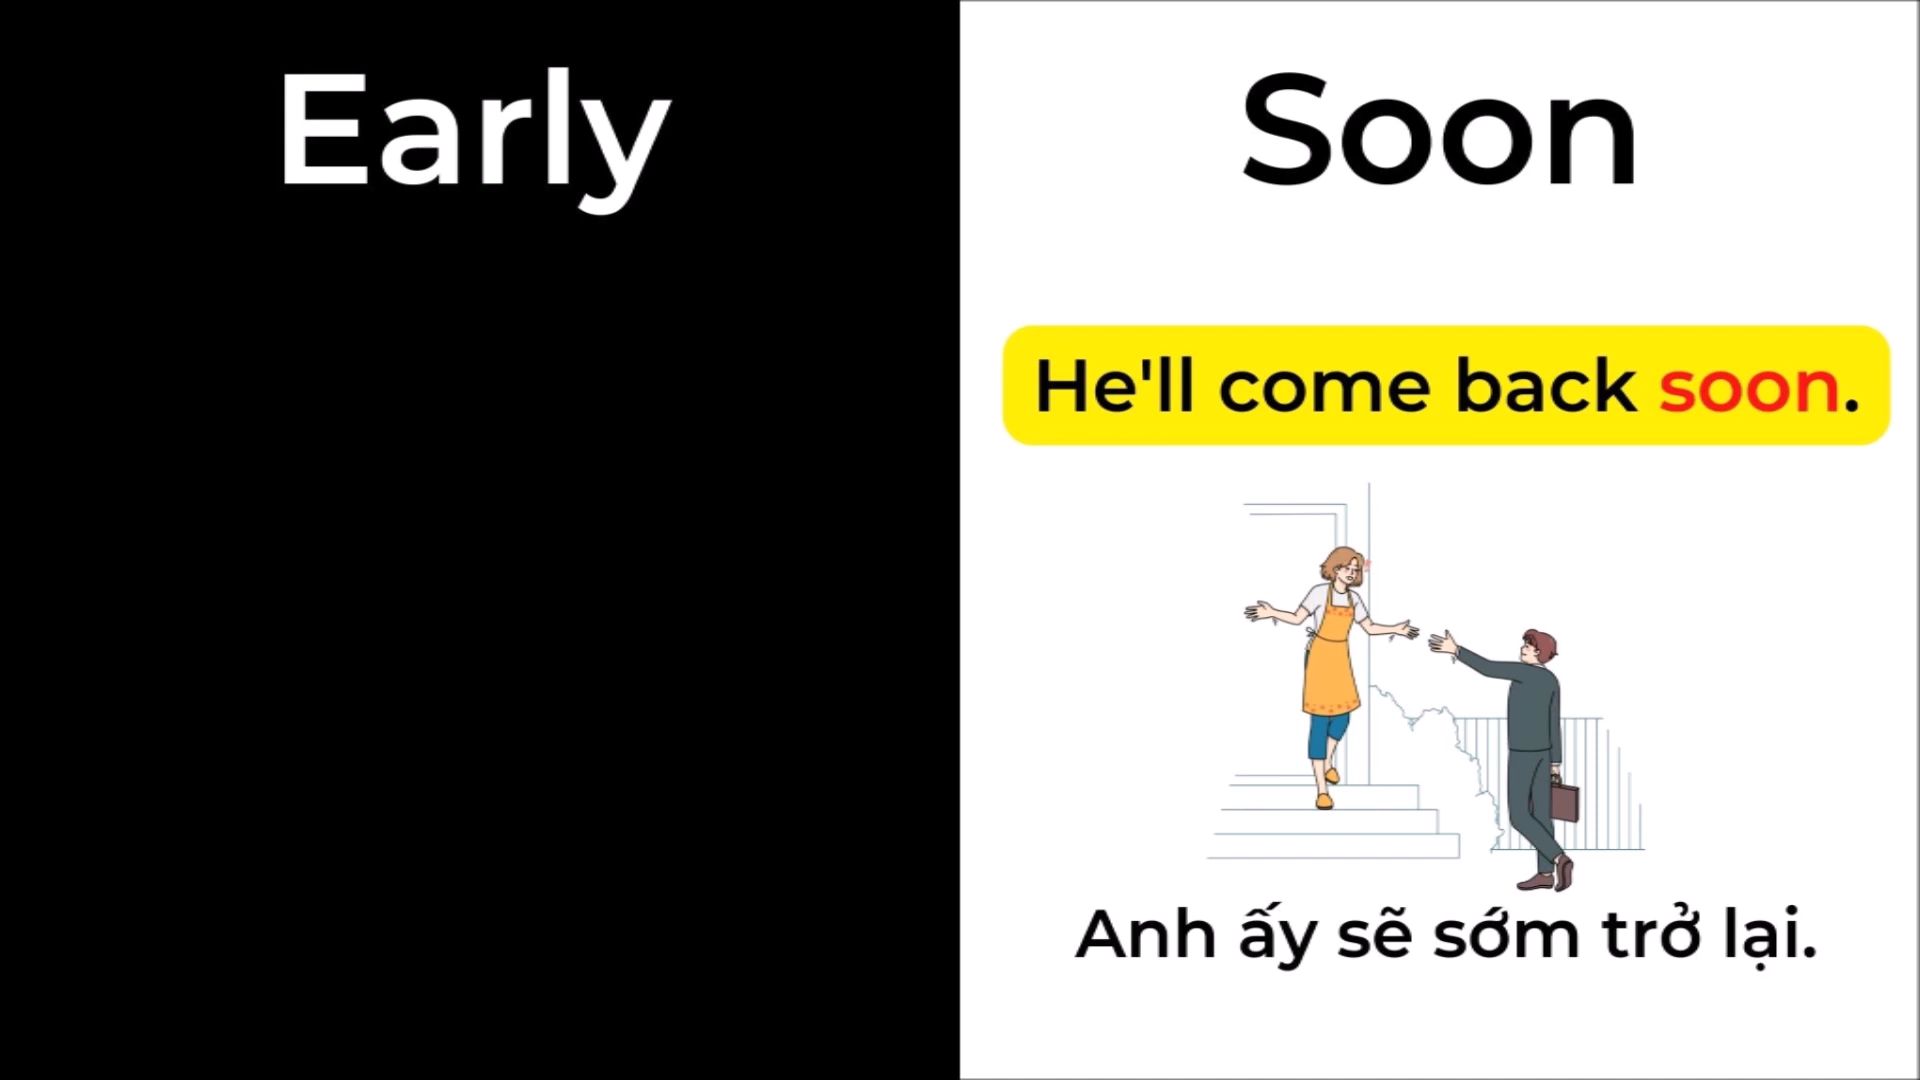 Early
Soon
He'll come back soon.
Anh ấy sẽ sớm trở lại.